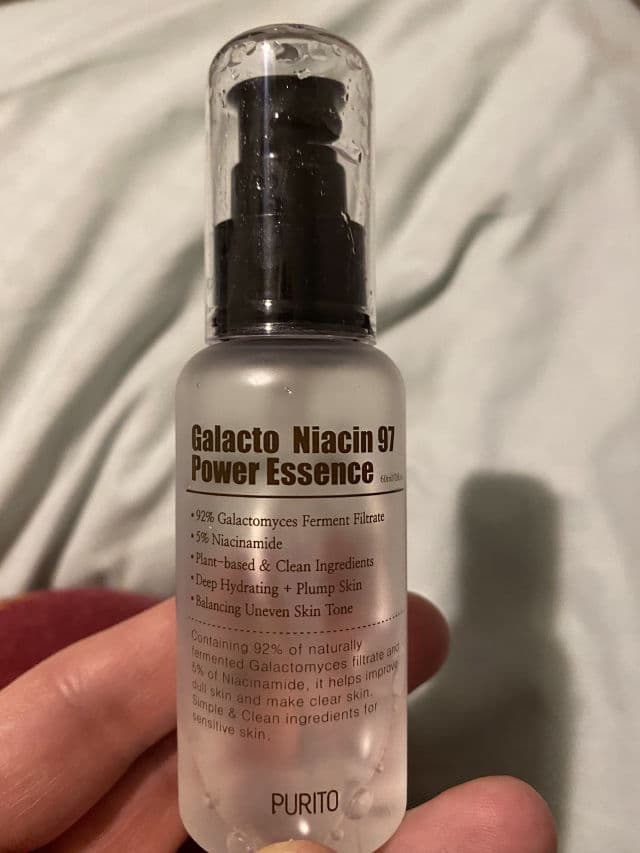 Galacto Niacin 97
Power Essence 60ml
• 92% Galactomyces Ferment Filtrate
• 5% Niacinamide
• Plant-based & Clean Ingredients
• Deep Hydrating + Plump Skin
• Balancing Uneven Skin Tone
Containing 92% of naturally
fermented Galactomyces filtrate and
5% of Niacinamide, it helps improve
dull skin and make clear skin.
Simple & Clean ingredients for
sensitive skin.
PURITO